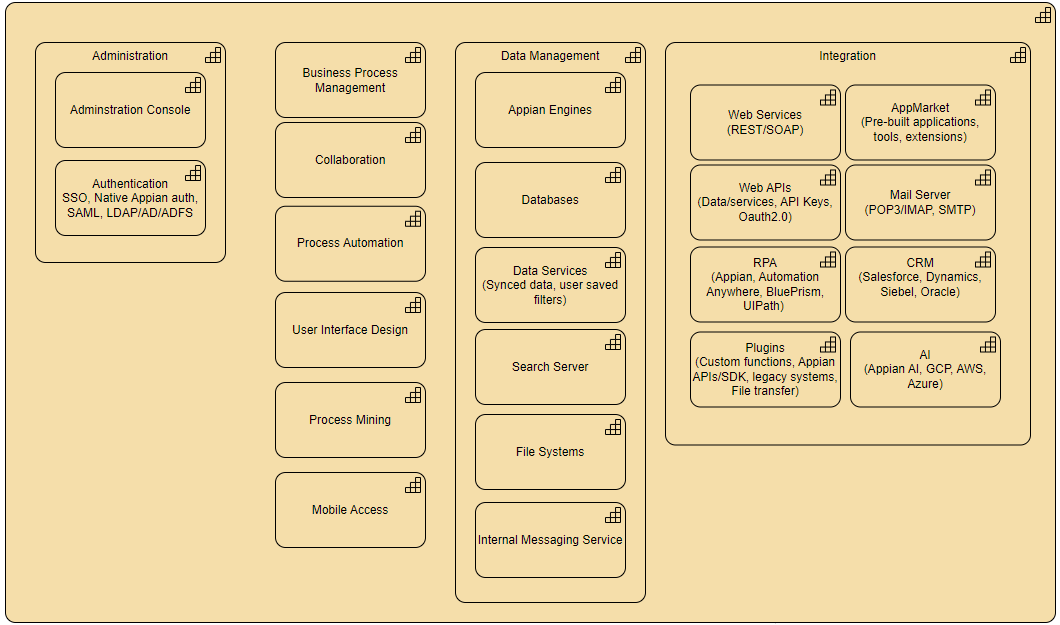 Administration
Adminstration Console
Authentication
SSO, Native Appian auth,
SAML, LDAP/AD/ADFS
Business Process
Management
Collaboration
Process Automation
User Interface Design
Process Mining
Mobile Access
Data Management
Appian Engines
Databases
Data Services
(Synced data, user saved
filters)
Search Server
File Systems
Internal Messaging Service
Integration
Web Services
(REST/SOAP)
AppMarket
(Pre-built applications,
tools, extensions)
Web APIs
(Data/services, API Keys,
Oauth2.0)
Mail Server
(POP3/IMAP, SMTP)
RPA
(Appian, Automation
Anywhere, BluePrism,
UIPath)
CRM
(Salesforce, Dynamics,
Siebel, Oracle)
Plugins
(Custom functions, Appian
APIs/SDK, legacy systems,
File transfer)
AI
(Appian AI, GCP, AWS,
Azure)